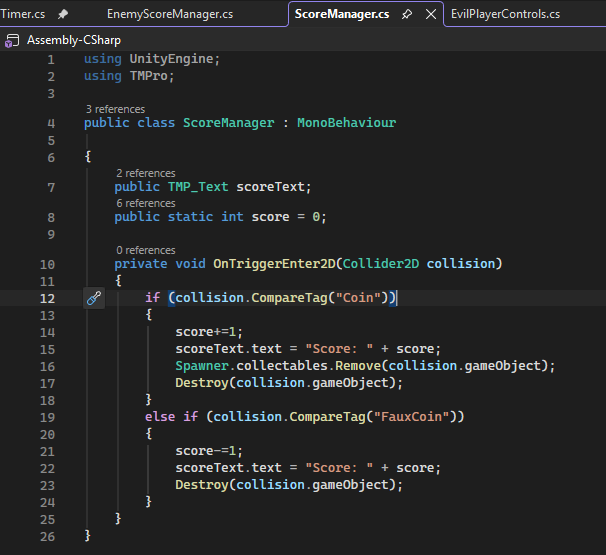 Timer.cs EnemyScoreManager.cs ScoreManager.cs EvilPlayerControls.cs
Assembly-CSharp
1 using UnityEngine;
2 using TMPro;
3
3 references
4 public class ScoreManager : MonoBehaviour
5
6 {
2 references
7 public TMP_Text scoreText;
6 references
8 public static int score = 0;
9
0 references
10 private void OnTriggerEnter2D(Collider2D collision)
11 {
12 if (collision.CompareTag("Coin"))
13 {
14 score+=1;
15 scoreText.text = "Score: " + score;
16 Spawner.collectables.Remove(collision.gameObject);
17 Destroy(collision.gameObject);
18 }
19 else if (collision.CompareTag("FauxCoin"))
20 {
21 score-=1;
22 scoreText.text = "Score: " + score;
23 Destroy(collision.gameObject);
24 }
25 }
26 }